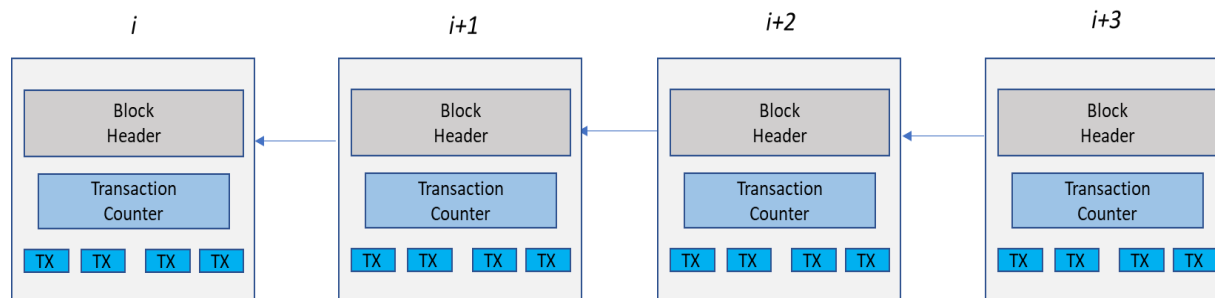 i i+1 i+2 i+3
Block Header Block Header Block Header Block Header
Transaction Counter Transaction Counter Transaction Counter Transaction Counter
TX TX TX TX TX TX TX TX TX TX TX TX TX TX TX TX